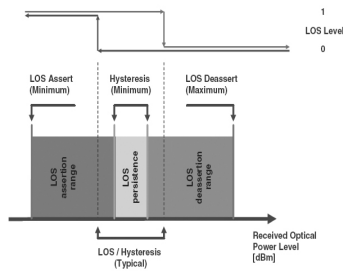 1
LOS Level
0
LOS Assert
(Minimum)
Hysteresis
(Minimum)
LOS Deassert
(Maximum)
LOS
assertion
range
LOS
persistence
LOS
deassertion
range
Received Optical
Power Level
[dBm]
LOS / Hysteresis
(Typical)